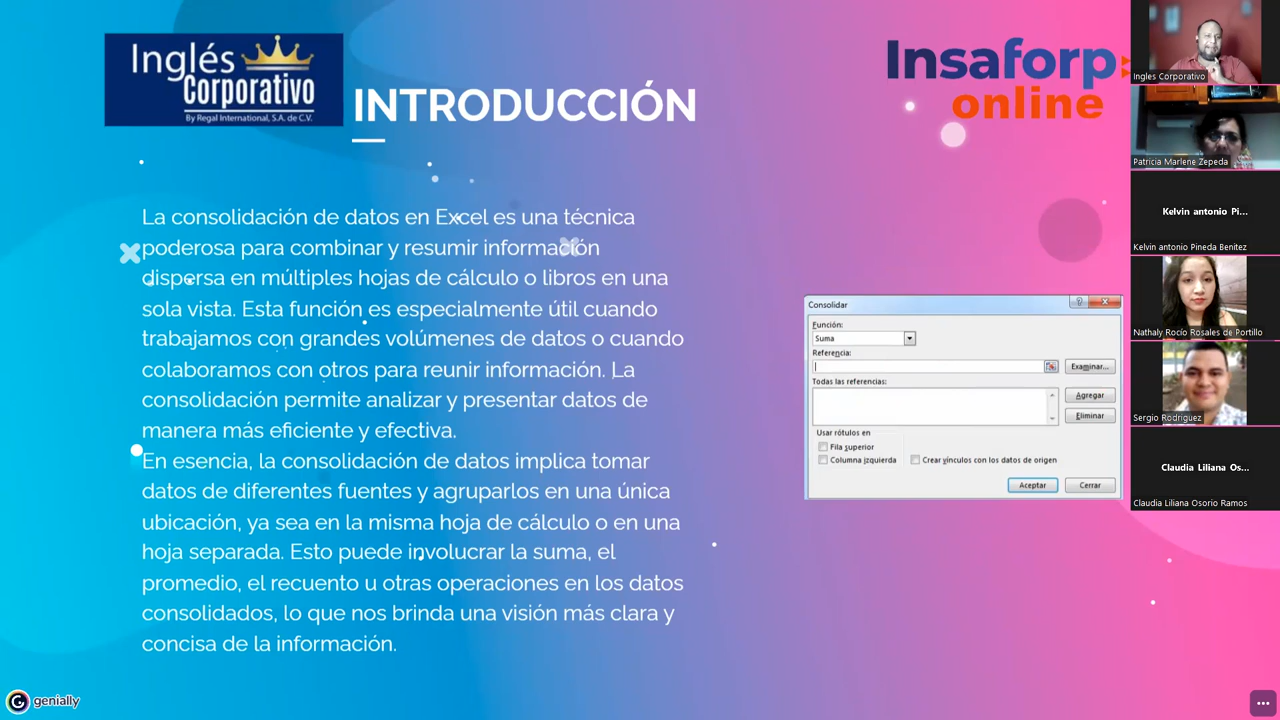 Inglés
Corporativo
By Regal International, S.A. de C.V.
INTRODUCCIÓN
Insaforp
online
La consolidación de datos en Excel es una técnica
poderosa para combinar y resumir información
dispersa en múltiples hojas de cálculo o libros en una
sola vista. Esta función es especialmente útil cuando
trabajamos con grandes volúmenes de datos o cuando
colaboramos con otros para reunir información. La
consolidación permite analizar y presentar datos de
manera más eficiente y efectiva.
En esencia, la consolidación de datos implica tomar
datos de diferentes fuentes y agruparlos en una única
ubicación, ya sea en la misma hoja de cálculo o en una
hoja separada. Esto puede involucrar la suma, el
promedio, el recuento u otras operaciones en los datos
consolidados, lo que nos brinda una visión más clara y
concisa de la información.
Consolidar
Función:
Suma
Referencia:
Examinar...
Todas las referencias:
Agregar
Eliminar
Usar rótulos en
Fila superior
Columna izquierda
Crear vínculos con los datos de origen
Aceptar
Cerrar
Ingles Corporativo
Patricia Marlene Zepeda
Kelvin antonio Pi...
Kelvin antonio Pineda Benitez
Nathaly Rocío Rosales de Portillo
Sergio Rodriguez
Claudia Liliana Os...
Claudia Liliana Osorio Ramos
genially